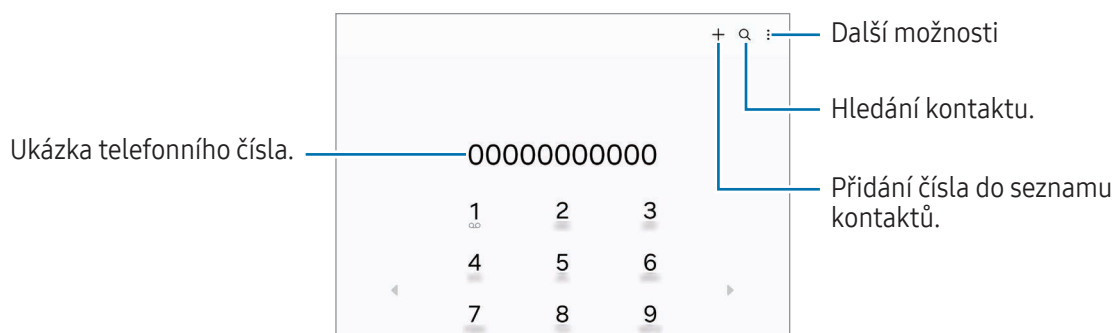 Další možnosti
Hledání kontaktu.
Ukázka telefonního čísla.
00000000000
Přidání čísla do seznamu
kontaktů.
1 2 3
4 5 6
7 8 9